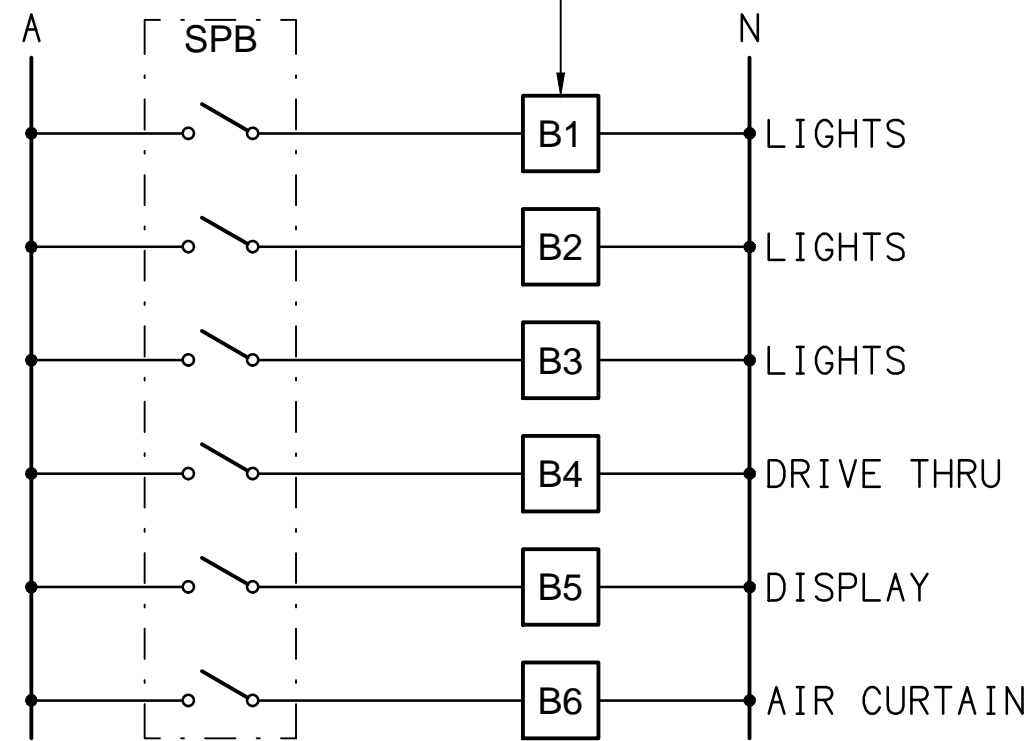 A SPB N
B1 LIGHTS
B2 LIGHTS
B3 LIGHTS
B4 DRIVE THRU
B5 DISPLAY
B6 AIR CURTAIN